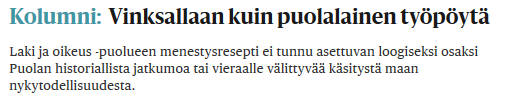 Kolumni: Vinksallaan kuin puolalainen työpöytä
Laki ja oikeus -puolueen menestysresepti ei tunnu asettuvan loogiseksi osaksi
Puolan historiallista jatkumoa tai vieraalle välittyvää käsitystä maan
nykytodellisuudesta.